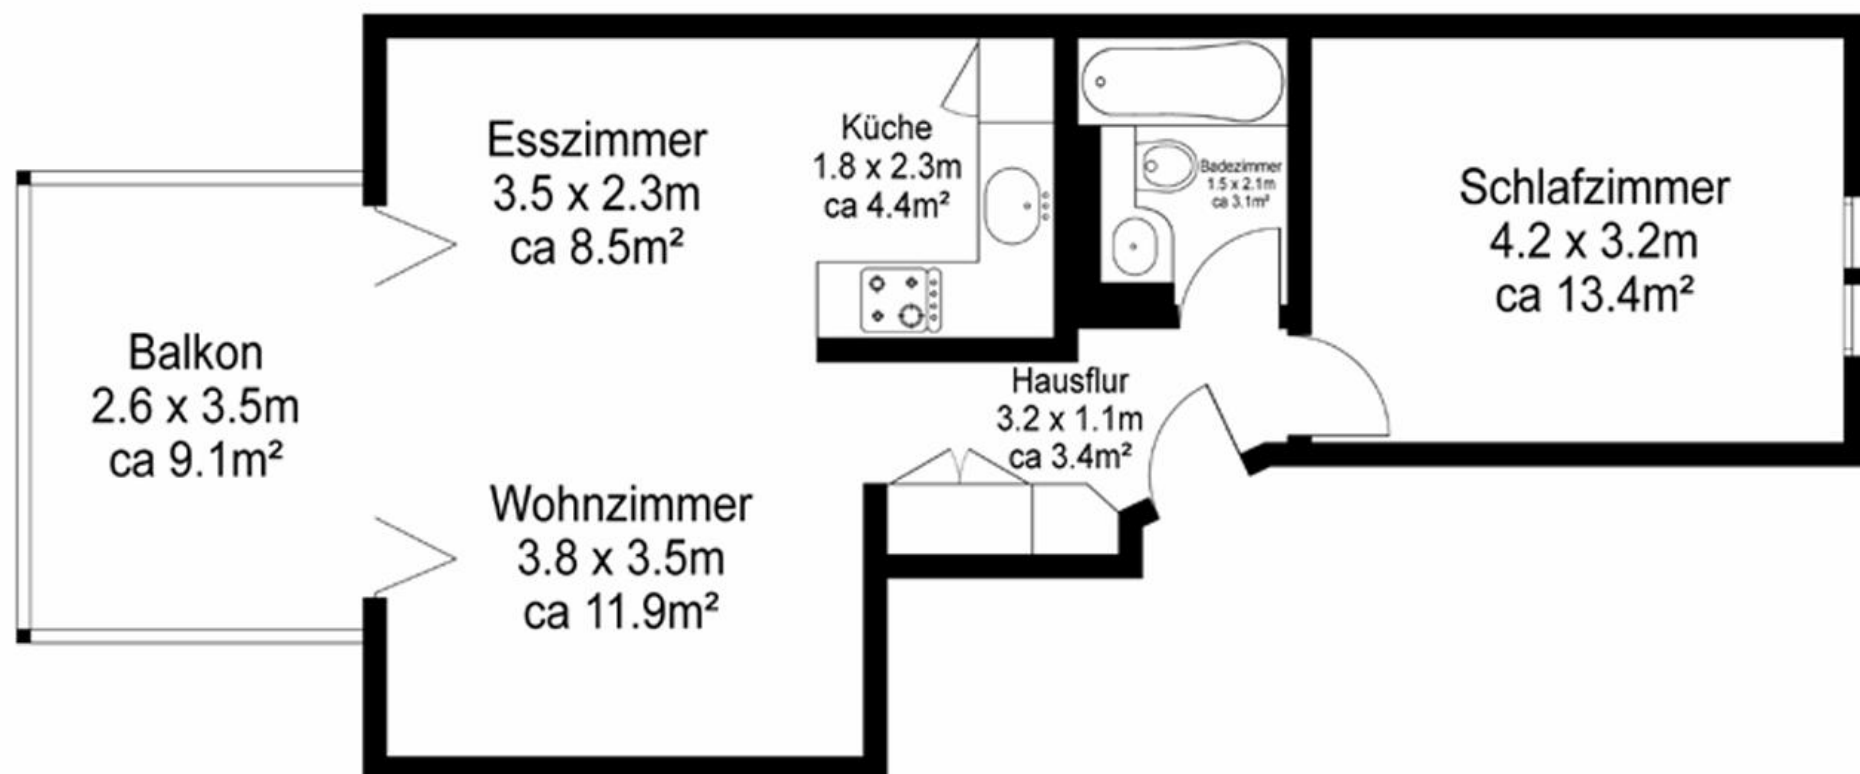 Esszimmer
3.5 x 2.3m
ca 8.5m²
Küche
1.8 x 2.3m
ca 4.4m²
Badezimmer
1.5 x 2.1m
ca 3.1m²
Schlafzimmer
4.2 x 3.2m
ca 13.4m²
Balkon
2.6 x 3.5m
ca 9.1m²
Hausflur
3.2 x 1.1m
ca 3.4m²
Wohnzimmer
3.8 x 3.5m
ca 11.9m²